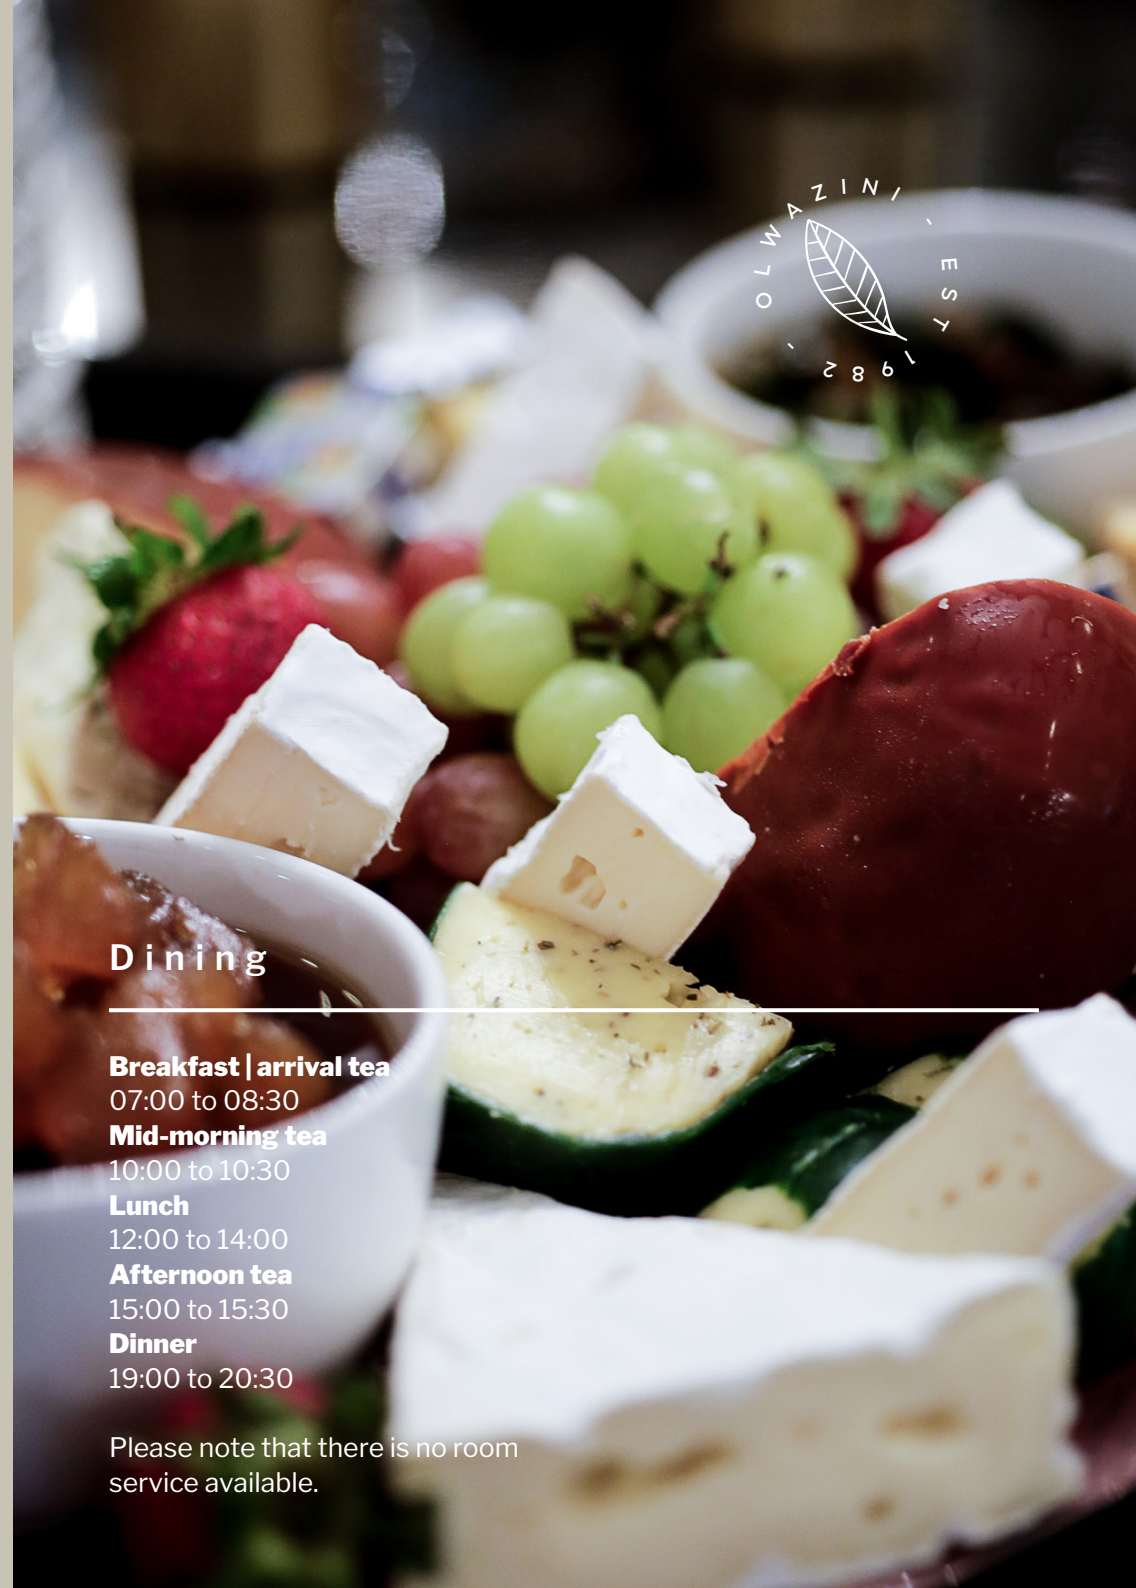 OLWAZINI - EST 1982 -
Dining
Breakfast | arrival tea
07:00 to 08:30
Mid-morning tea
10:00 to 10:30
Lunch
12:00 to 14:00
Afternoon tea
15:00 to 15:30
Dinner
19:00 to 20:30
Please note that there is no room
service available.